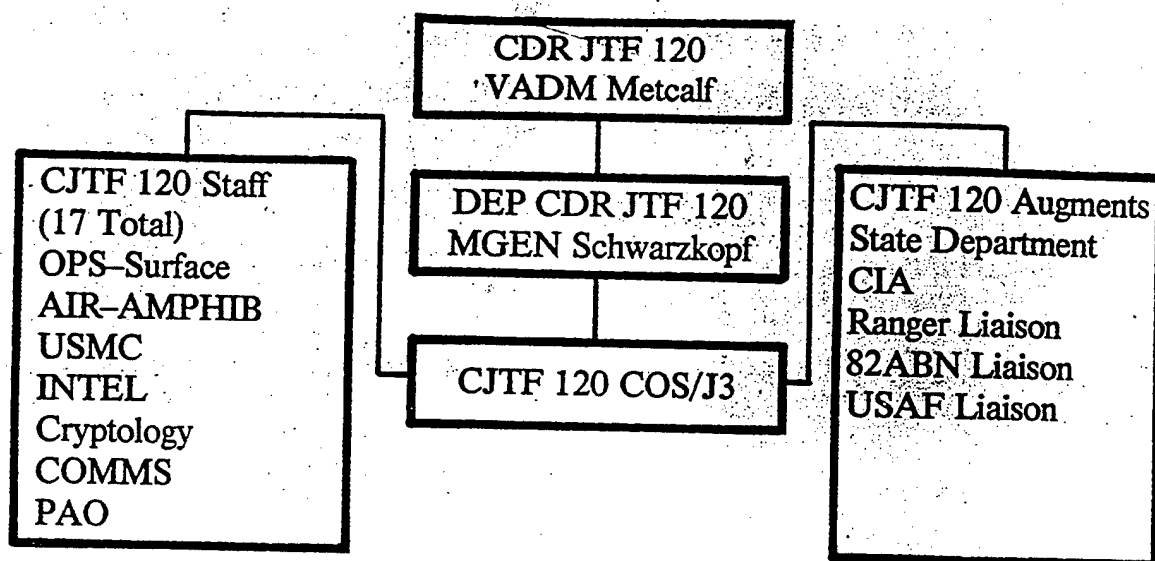 CDR JTF 120
VADM Metcalf
CJTF 120 Staff
(17 Total)
OPS–Surface
AIR–AMPHIB
USMC
INTEL
Cryptology
COMMS
PAO
DEP CDR JTF 120
MGEN Schwarzkopf
CJTF 120 COS/J3
CJTF 120 Augments
State Department
CIA
Ranger Liaison
82ABN Liaison
USAF Liaison